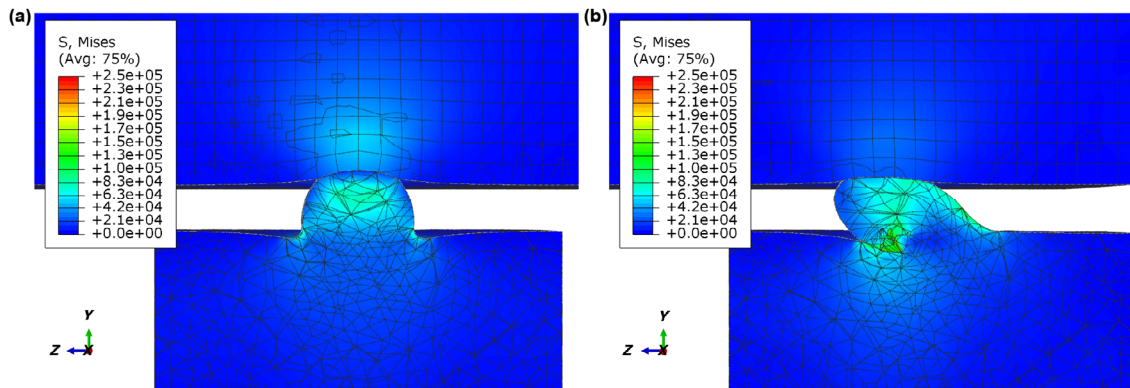 (a)
S, Mises
(Avg: 75%)
+2.5e+05
+2.3e+05
+2.1e+05
+1.9e+05
+1.7e+05
+1.5e+05
+1.3e+05
+1.0e+05
+8.3e+04
+6.3e+04
+4.2e+04
+2.1e+04
+0.0e+00
Y
Z
X
(b)
S, Mises
(Avg: 75%)
+2.5e+05
+2.3e+05
+2.1e+05
+1.9e+05
+1.7e+05
+1.5e+05
+1.3e+05
+1.0e+05
+8.3e+04
+6.3e+04
+4.2e+04
+2.1e+04
+0.0e+00
Y
Z
X